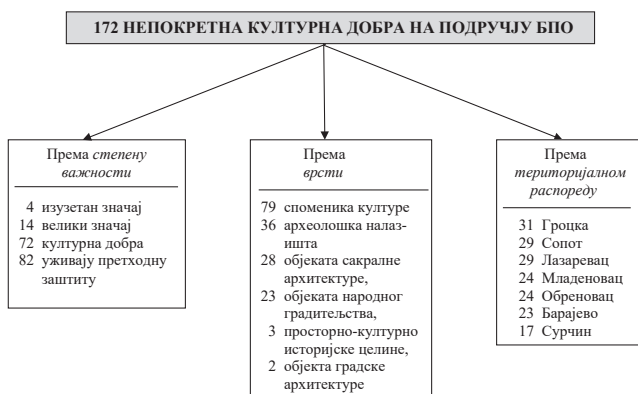 172 НЕПОКРЕТНА КУЛТУРНА ДОБРА НА ПОДРУЧЈУ БПО
Према степену
важности
4 изузетан значај
14 велики значај
72 културна добра
82 уживају претходну
заштиту
Према
врсти
79 споменика културе
36 археолошка налаз-
ишта
28 објеката сакралне
архитектуре,
23 објеката народног
градитељства,
3 просторно-културно
историјске целине,
2 објекта градске
архитектуре
Према
територијалном
распореду
31 Гроцка
29 Сопот
29 Лазаревац
24 Младеновац
24 Обреновац
23 Барајево
17 Сурчин